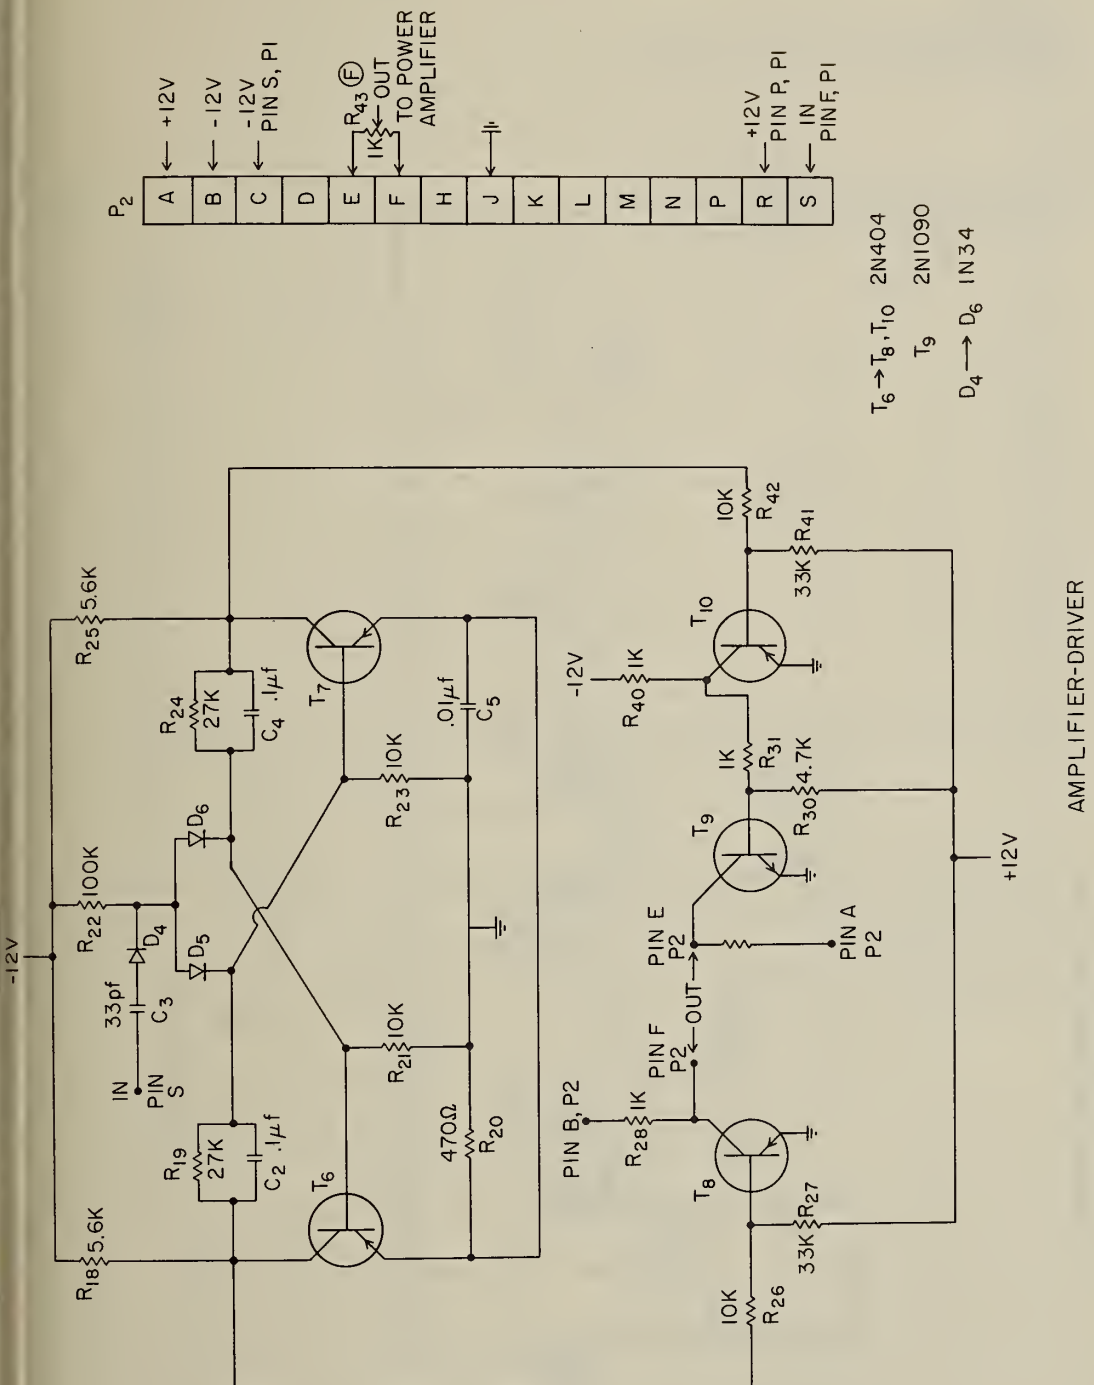 -12V
R18 5.6K
R22 100K
R25 5.6K
IN
PIN
S
33pf
C3
D4
D5
D6
R19
27K
C2 .1μf
R24
27K
C4 .1μf
T6
T7
R21 10K
R23 10K
470Ω
R20
.01μf
C5
PIN B, P2
R28 1K
PIN F
P2
OUT
PIN E
P2
PIN A
P2
T8
T9
T10
-12V
R40 1K
1K
R31
R30 4.7K
10K
R42
33K R41
10K
R26
33K R27
+12V
P2
A +12V
B -12V
C -12V
PIN S, P1
D
E
F
R43 F
1K
OUT
TO POWER
AMPLIFIER
H
J
K
L
M
N
P
R +12V
PIN P, P1
S IN
PIN F, P1
T6 → T8, T10 2N404
T9 2N1090
D4 → D6 1N34
AMPLIFIER-DRIVER